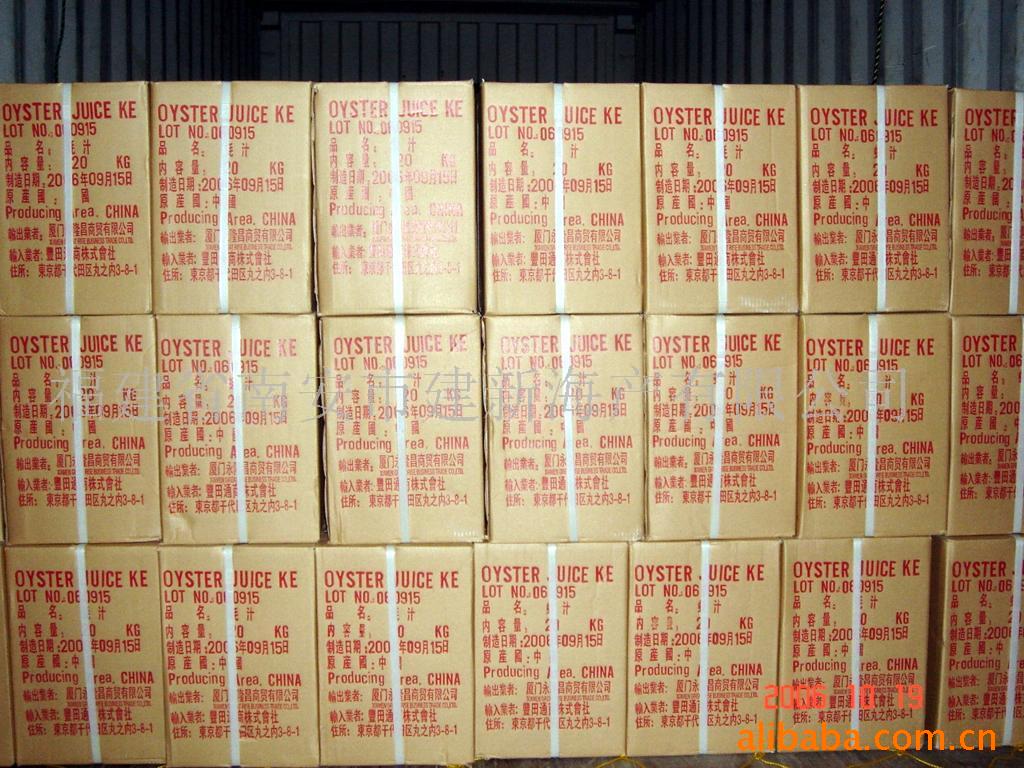 OYSTER JUICE KE
LOT NO.: 060915
品 名: 蚝 汁
内 容 量: 20 KG
制造日期:2006年09月15日
原 産 國:中 國
Producing Area, CHINA
輸出業者: 厦门永隆昌商贸有限公司
BUSINESS TRADE CO.,LTD.
輸入業者: 豊田通商株式會社
住所: 東京都千代田区丸之内3-8-1
福建省南安市建新海产有限公司
2006 10 19
alibaba.com.cn